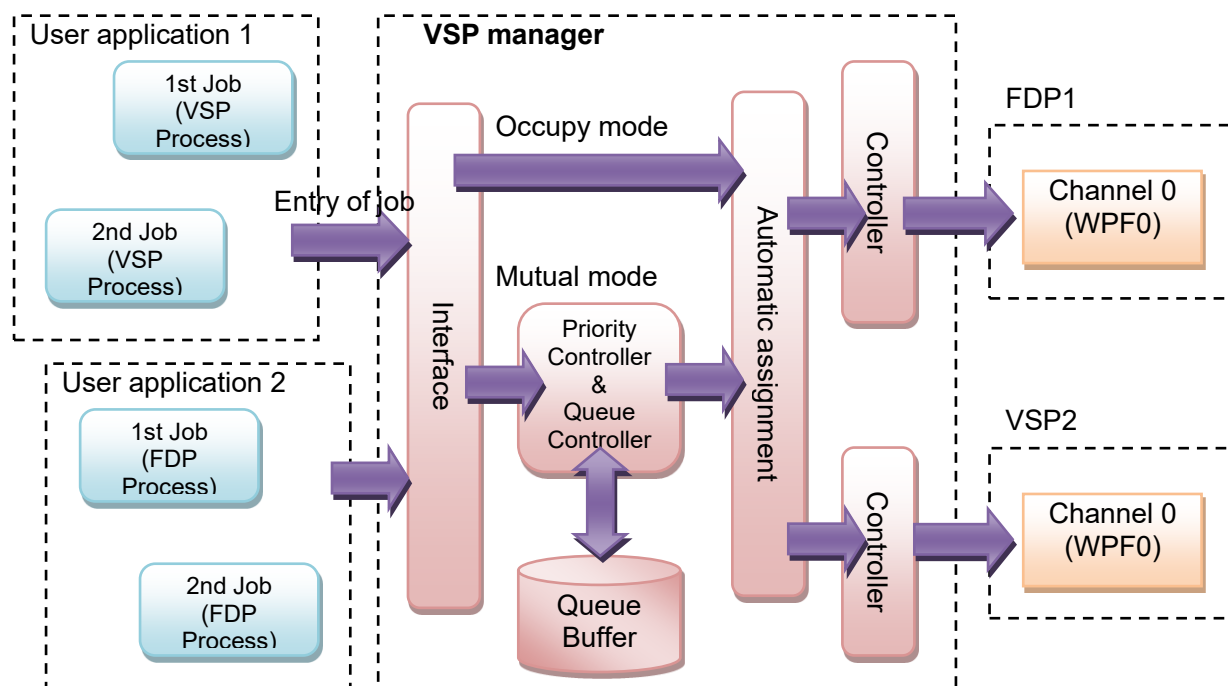 User application 1
1st Job
(VSP
Process)
2nd Job
(VSP
Process)
Entry of job
User application 2
1st Job
(FDP
Process)
2nd Job
(FDP
Process)
VSP manager
Interface
Occupy mode
Mutual mode
Priority
Controller
&
Queue
Controller
Queue
Buffer
Automatic assignment
Controller
Controller
FDP1
Channel 0
(WPF0)
VSP2
Channel 0
(WPF0)